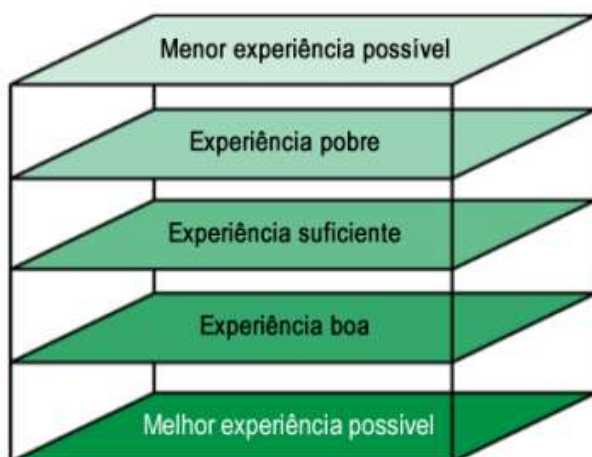 Menor experiência possível
Experiência pobre
Experiência suficiente
Experiência boa
Melhor experiência possível